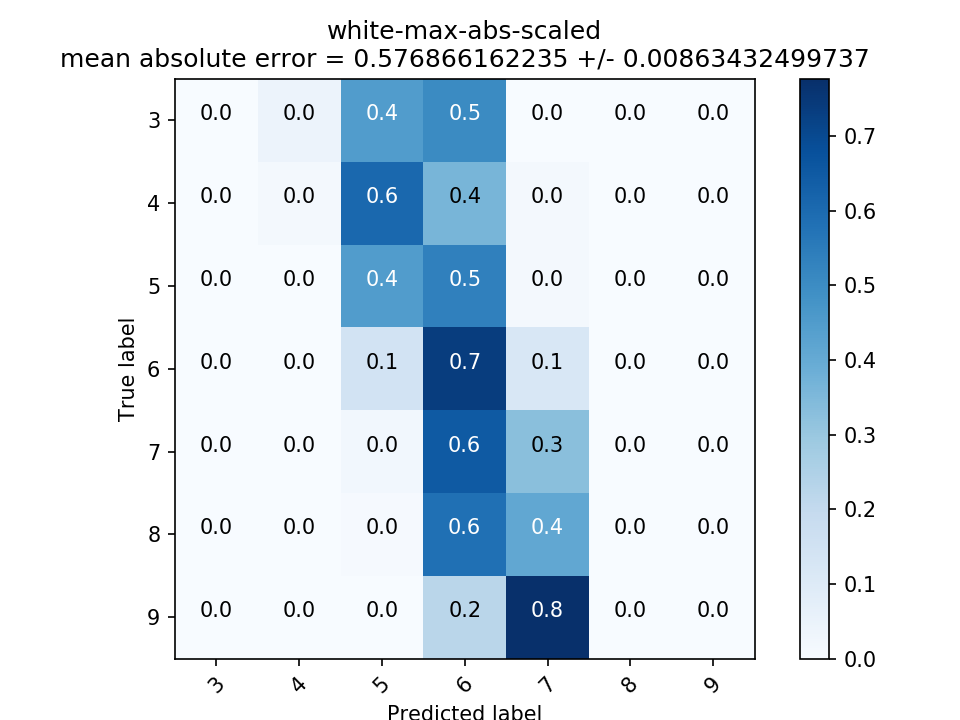 white-max-abs-scaled
mean absolute error = 0.576866162235 +/- 0.00863432499737
3 0.0 0.0 0.4 0.5 0.0 0.0 0.0
4 0.0 0.0 0.6 0.4 0.0 0.0 0.0
5 0.0 0.0 0.4 0.5 0.0 0.0 0.0
6 0.0 0.0 0.1 0.7 0.1 0.0 0.0
7 0.0 0.0 0.0 0.6 0.3 0.0 0.0
8 0.0 0.0 0.0 0.6 0.4 0.0 0.0
9 0.0 0.0 0.0 0.2 0.8 0.0 0.0
True label
3 4 5 6 7 8 9
Predicted label
0.7
0.6
0.5
0.4
0.3
0.2
0.1
0.0